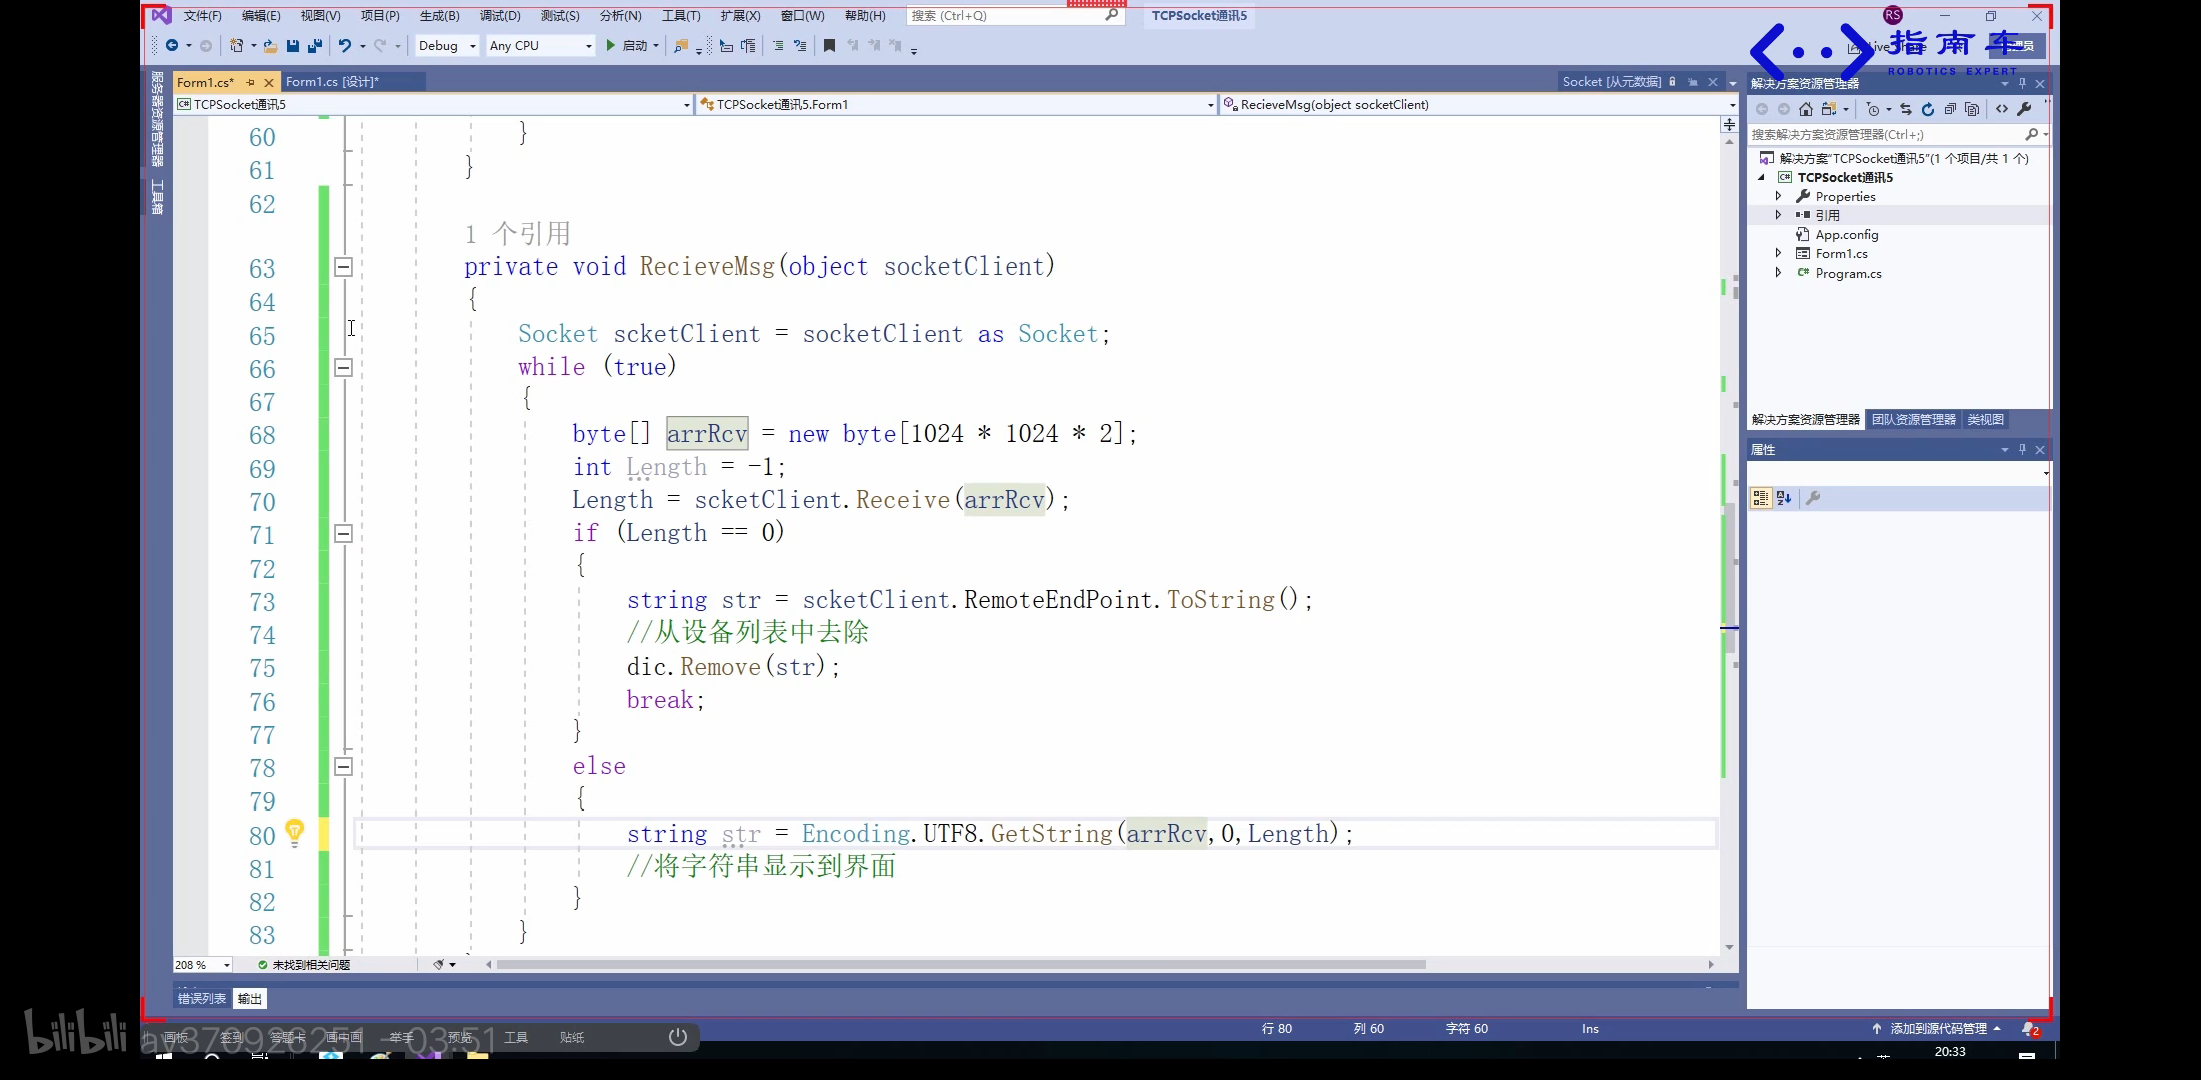 文件(F) 编辑(E) 视图(V) 项目(P) 生成(B) 调试(D) 测试(S) 分析(N) 工具(T) 扩展(X) 窗口(W) 帮助(H) 搜索 (Ctrl+Q) TCPSocket通讯5 RS
Debug Any CPU 启动 Live
指南车
ROBOTICS EXPERT
服务器资源管理器
工具箱
Form1.cs* Form1.cs [设计]* Socket [从元数据]
TCPSocket通讯5 TCPSocket通讯5.Form1 RecieveMsg(object socketClient)
60 }
61 }
62
1 个引用
63 private void RecieveMsg(object socketClient)
64 {
65 Socket scketClient = socketClient as Socket;
66 while (true)
67 {
68 byte[] arrRcv = new byte[1024 * 1024 * 2];
69 int Length = -1;
70 Length = scketClient.Receive(arrRcv);
71 if (Length == 0)
72 {
73 string str = scketClient.RemoteEndPoint.ToString();
74 //从设备列表中去除
75 dic.Remove(str);
76 break;
77 }
78 else
79 {
80 string str = Encoding.UTF8.GetString(arrRcv,0,Length);
81 //将字符串显示到界面
82 }
83 }
208 % 未找到相关问题
错误列表 输出
解决方案资源管理器
搜索解决方案资源管理器(Ctrl+;)
解决方案"TCPSocket通讯5"(1 个项目/共 1 个)
TCPSocket通讯5
Properties
引用
App.config
Form1.cs
Program.cs
解决方案资源管理器 团队资源管理器 类视图
属性
行 80 列 60 字符 60 Ins 添加到源代码管理 2
画板 签到 答题卡 画中画 举手 预览 工具 贴纸
bilibili av370920251 - 03:51
20:33